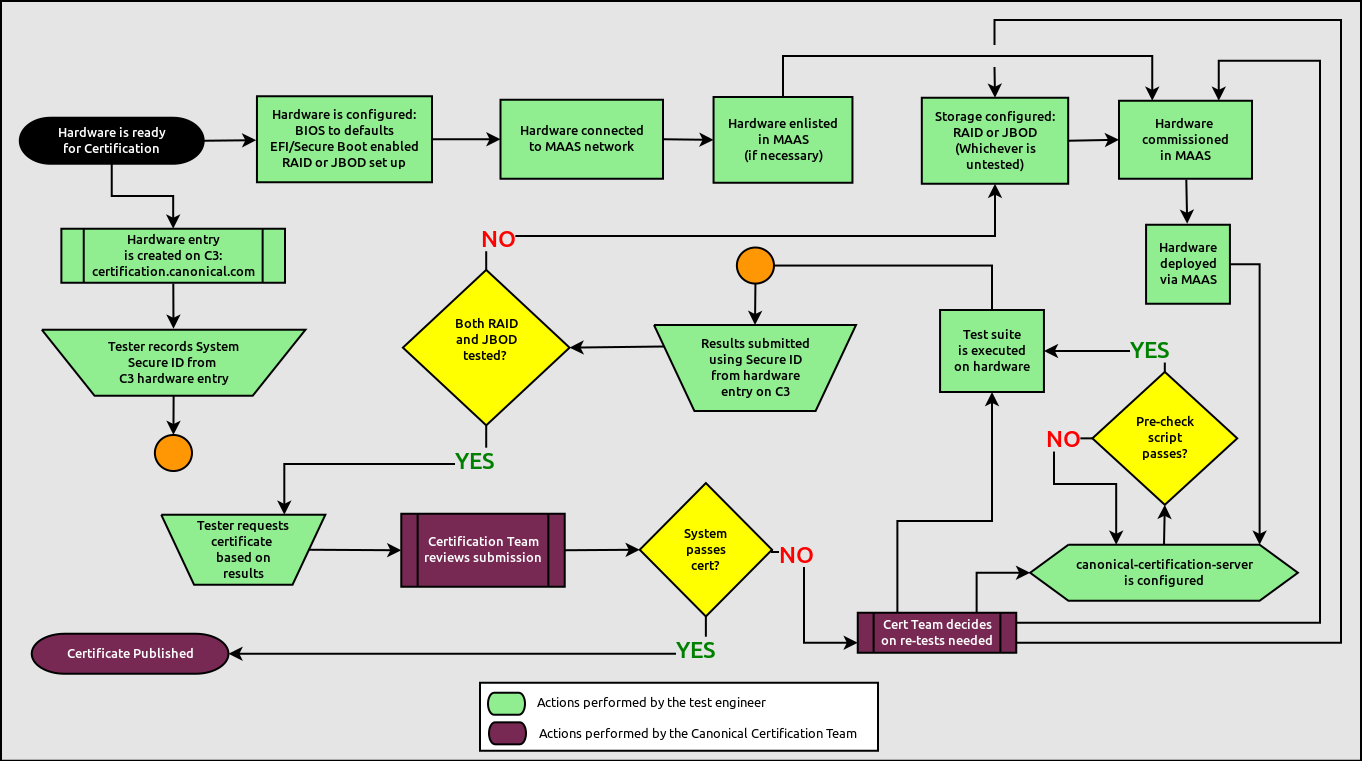 Hardware is ready
for Certification
Hardware is configured:
BIOS to defaults
EFI/Secure Boot enabled
RAID or JBOD set up
Hardware connected
to MAAS network
Hardware enlisted
in MAAS
(if necessary)
Storage configured:
RAID or JBOD
(Whichever is
untested)
Hardware
commissioned
in MAAS
Hardware entry
is created on C3:
certification.canonical.com
NO
Hardware
deployed
via MAAS
Tester records System
Secure ID from
C3 hardware entry
Both RAID
and JBOD
tested?
Results submitted
using Secure ID
from hardware
entry on C3
Test suite
is executed
on hardware
YES
Pre-check
script
passes?
NO
YES
Tester requests
certificate
based on
results
Certification Team
reviews submission
System
passes
cert?
NO
canonical-certification-server
is configured
Cert Team decides
on re-tests needed
YES
Certificate Published
Actions performed by the test engineer
Actions performed by the Canonical Certification Team